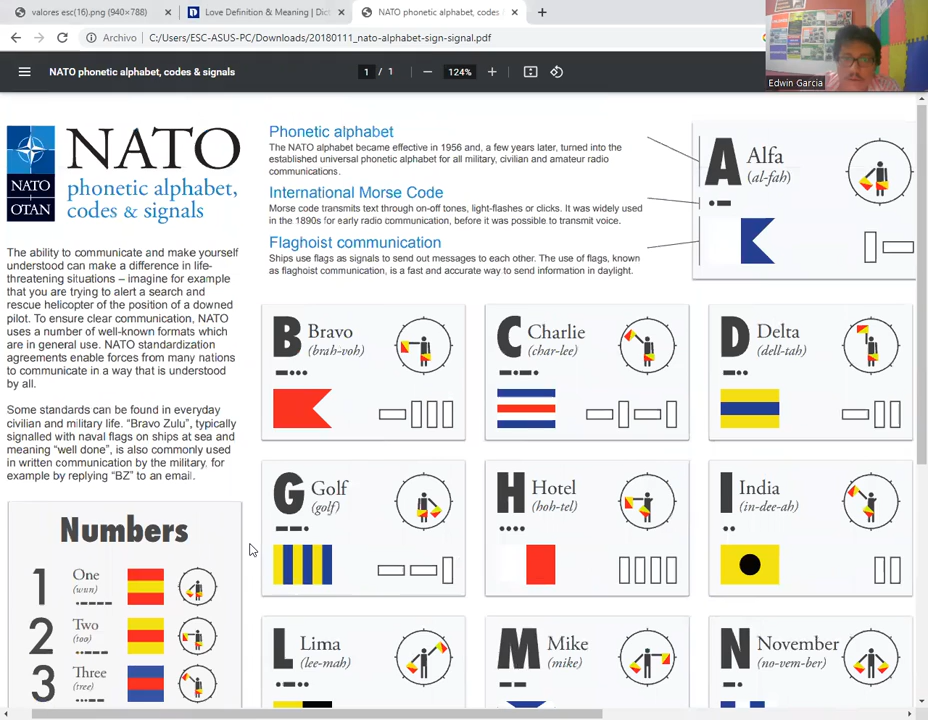 valores esc(16).png (940×788)
Love Definition & Meaning | Dict
NATO phonetic alphabet, codes
Archivo
C:/Users/ESC-ASUS-PC/Downloads/20180111_nato-alphabet-sign-signal.pdf
NATO phonetic alphabet, codes & signals
1 / 1
124%
Edwin Garcia
NATO
OTAN
NATO
phonetic alphabet,
codes & signals
The ability to communicate and make yourself
understood can make a difference in life-
threatening situations – imagine for example
that you are trying to alert a search and
rescue helicopter of the position of a downed
pilot. To ensure clear communication, NATO
uses a number of well-known formats which
are in general use. NATO standardization
agreements enable forces from many nations
to communicate in a way that is understood
by all.
Some standards can be found in everyday
civilian and military life. “Bravo Zulu”, typically
signalled with naval flags on ships at sea and
meaning “well done”, is also commonly used
in written communication by the military, for
example by replying “BZ” to an email.
Phonetic alphabet
The NATO alphabet became effective in 1956 and, a few years later, turned into the
established universal phonetic alphabet for all military, civilian and amateur radio
communications.
International Morse Code
Morse code transmits text through on-off tones, light-flashes or clicks. It was widely used
in the 1890s for early radio communication, before it was possible to transmit voice.
Flaghoist communication
Ships use flags as signals to send out messages to each other. The use of flags, known
as flaghoist communication, is a fast and accurate way to send information in daylight.
A Alfa
(al-fah)
B Bravo
(brah-voh)
C Charlie
(char-lee)
D Delta
(dell-tah)
G Golf
(golf)
H Hotel
(hoh-tel)
I India
(in-dee-ah)
L Lima
(lee-mah)
M Mike
(mike)
N November
(no-vem-ber)
Numbers
1 One
(wun)
2 Two
(too)
3 Three
(tree)